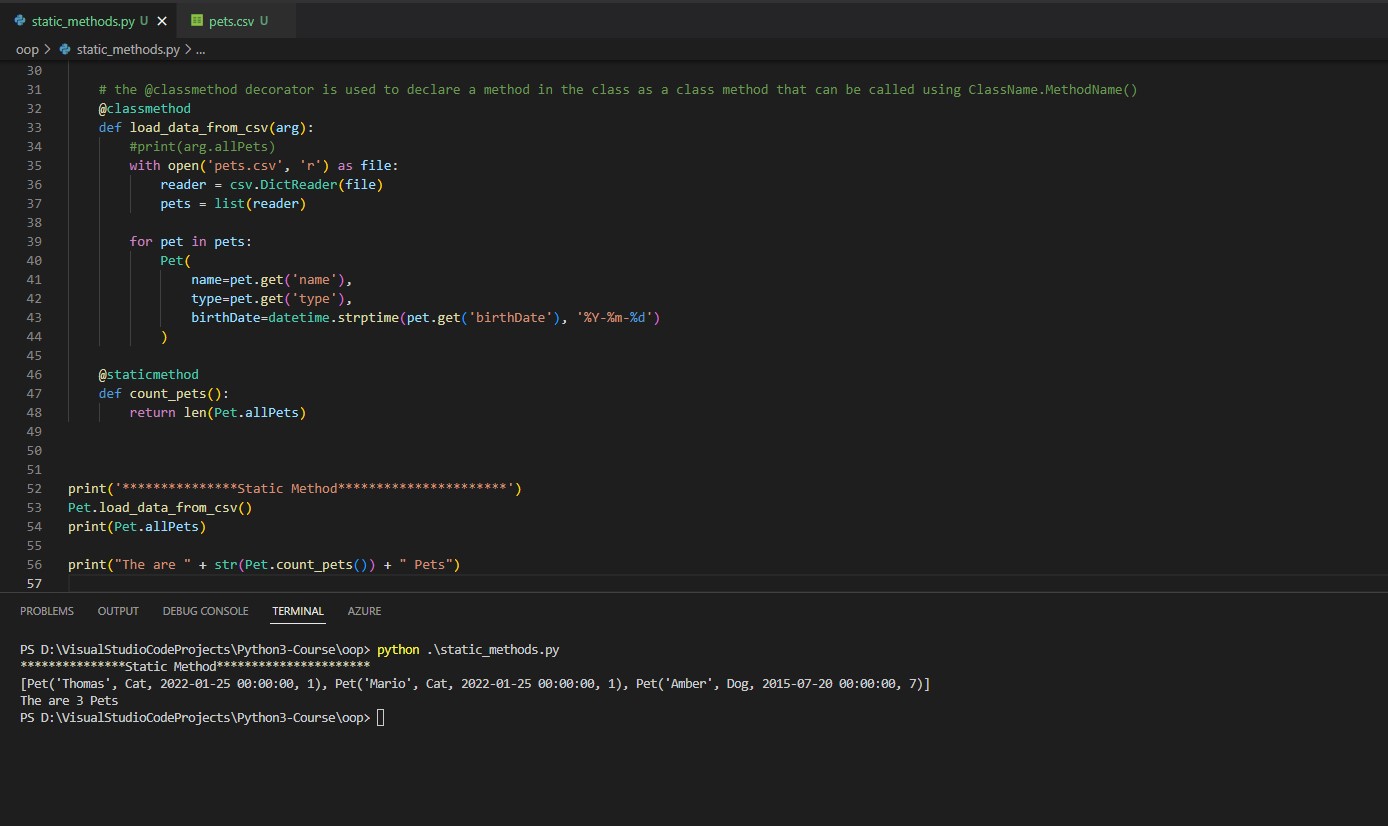 static_methods.py U ✕ pets.csv U
oop > static_methods.py > ...
30
31 # the @classmethod decorator is used to declare a method in the class as a class method that can be called using ClassName.MethodName()
32 @classmethod
33 def load_data_from_csv(arg):
34 #print(arg.allPets)
35 with open('pets.csv', 'r') as file:
36 reader = csv.DictReader(file)
37 pets = list(reader)
38
39 for pet in pets:
40 Pet(
41 name=pet.get('name'),
42 type=pet.get('type'),
43 birthDate=datetime.strptime(pet.get('birthDate'), '%Y-%m-%d')
44 )
45
46 @staticmethod
47 def count_pets():
48 return len(Pet.allPets)
49
50
51
52 print('***************Static Method**********************')
53 Pet.load_data_from_csv()
54 print(Pet.allPets)
55
56 print("The are " + str(Pet.count_pets()) + " Pets")
57
PROBLEMS OUTPUT DEBUG CONSOLE TERMINAL AZURE
PS D:\VisualStudioCodeProjects\Python3-Course\oop> python .\static_methods.py
***************Static Method**********************
[Pet('Thomas', Cat, 2022-01-25 00:00:00, 1), Pet('Mario', Cat, 2022-01-25 00:00:00, 1), Pet('Amber', Dog, 2015-07-20 00:00:00, 7)]
The are 3 Pets
PS D:\VisualStudioCodeProjects\Python3-Course\oop>